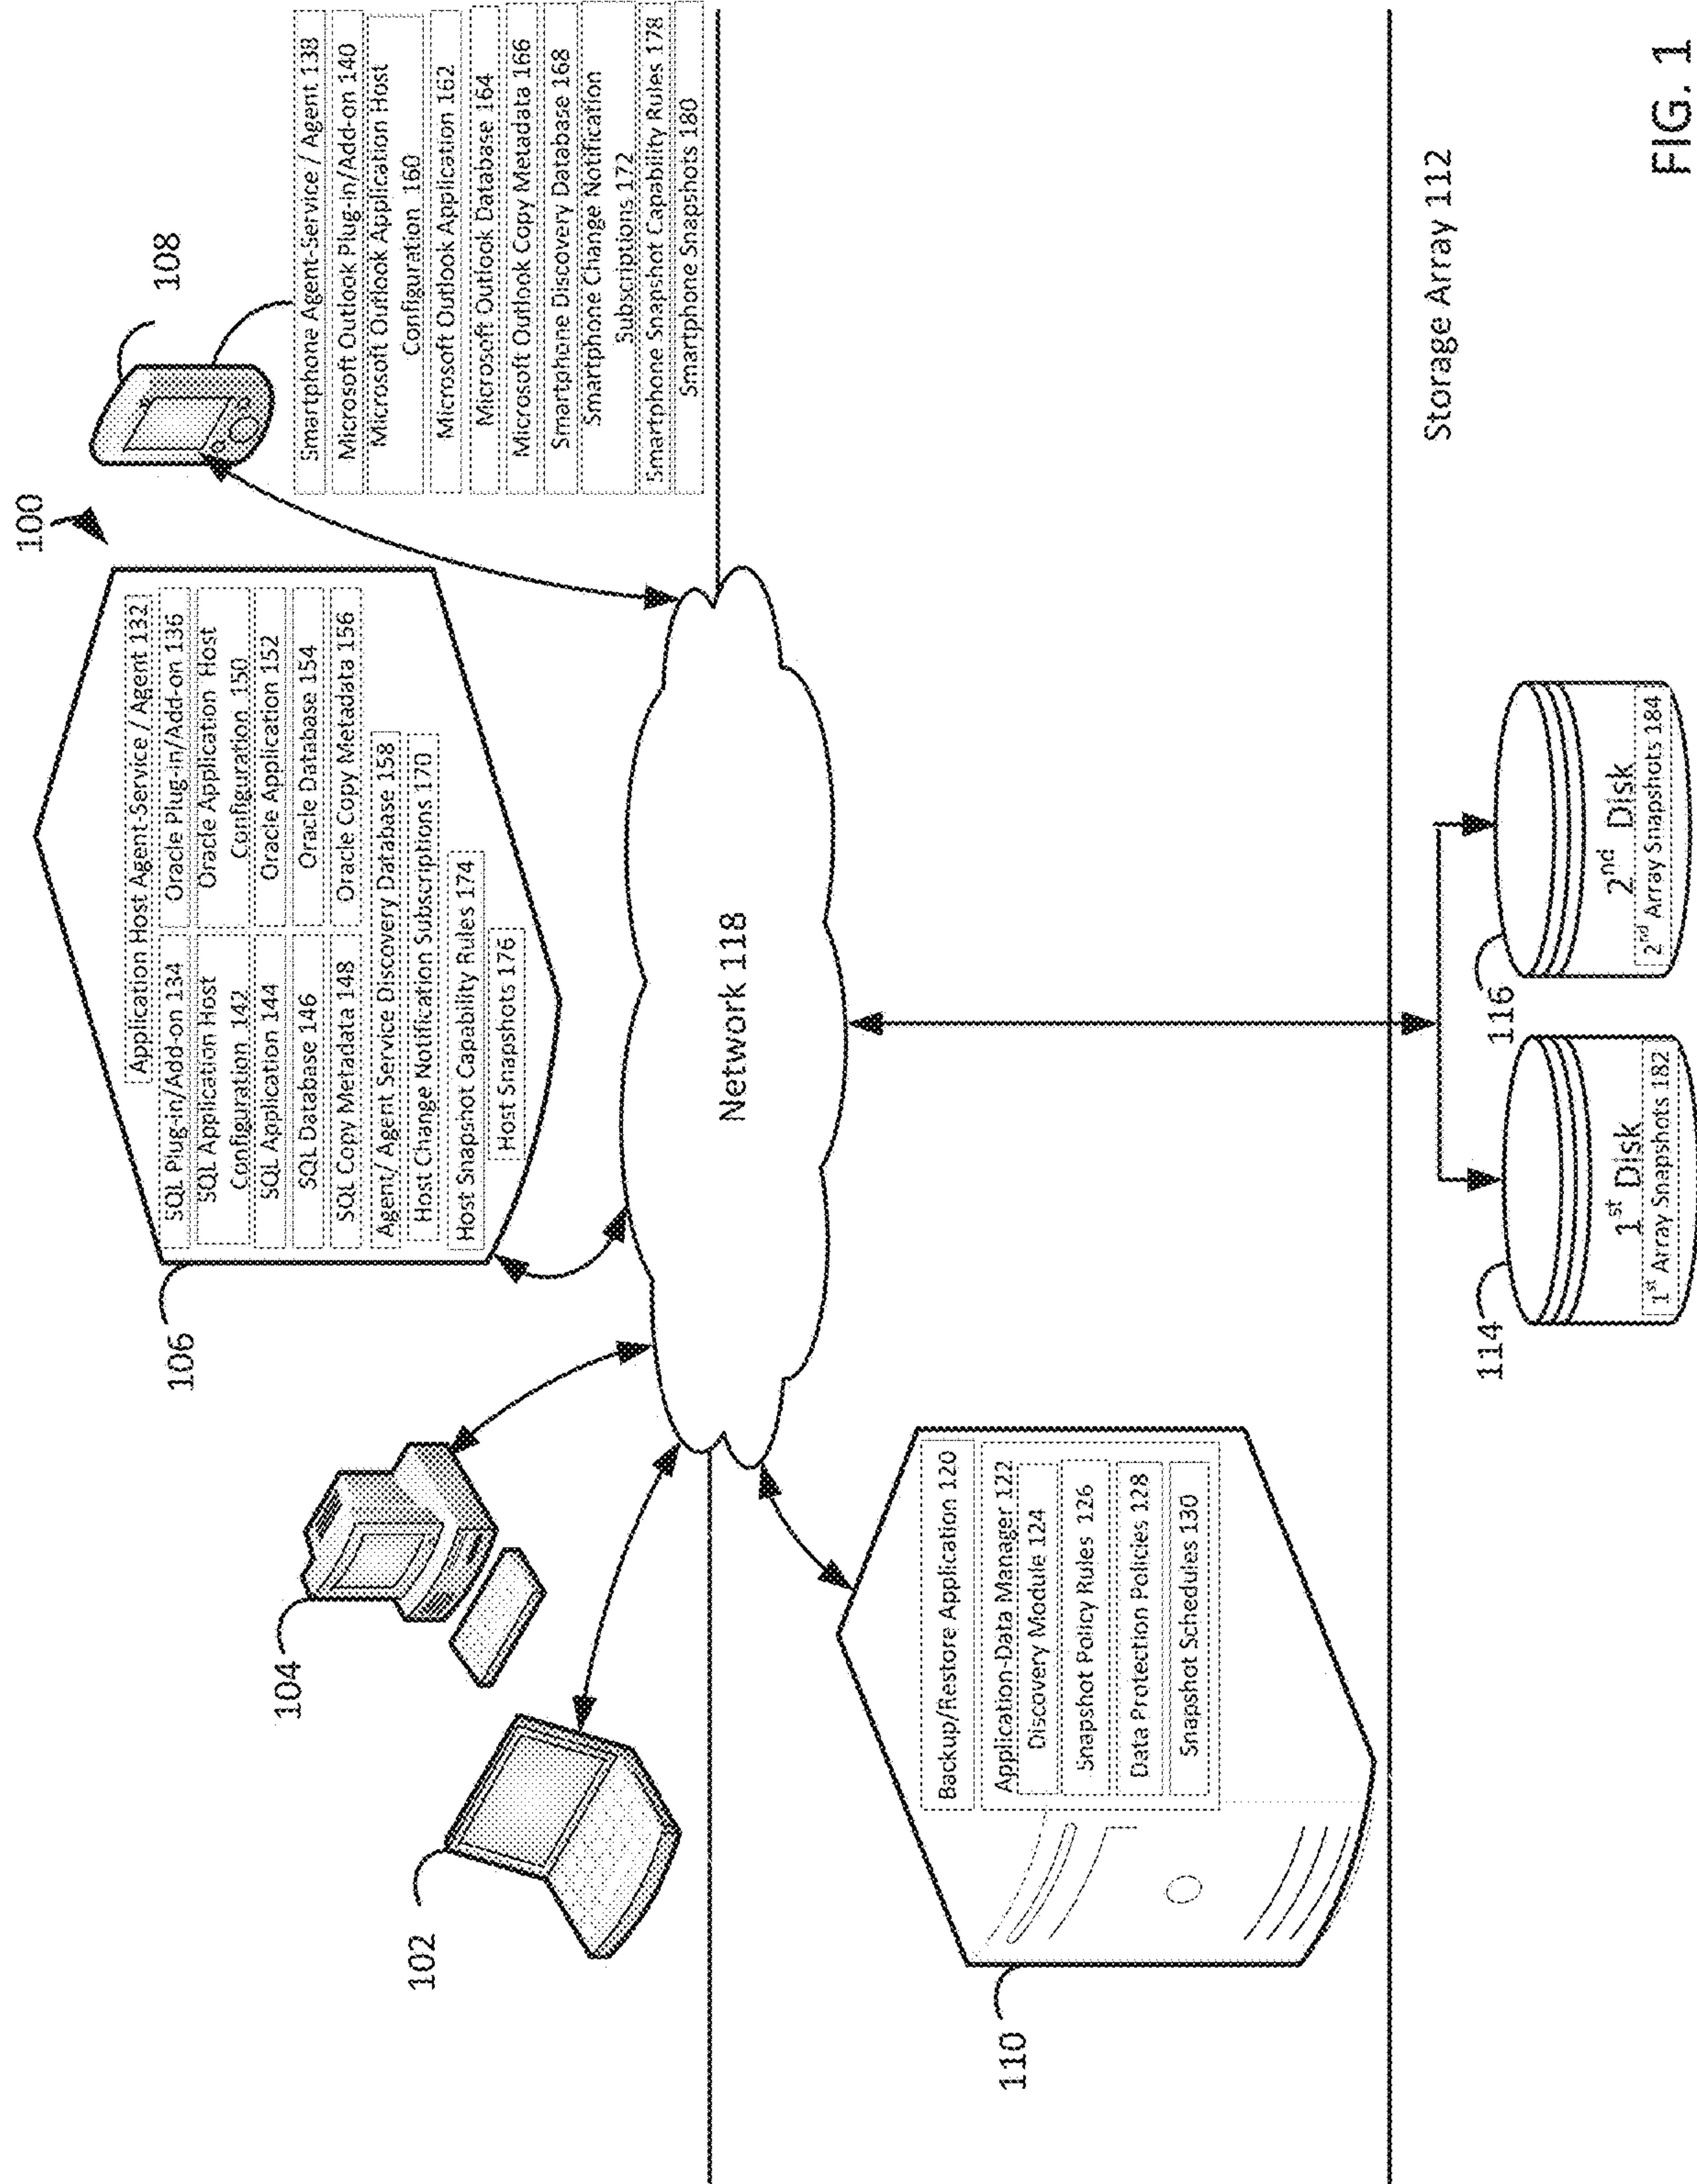 100
108
Smartphone Agent-Service / Agent 138
Microsoft Outlook Plug-in/Add-on 140
Microsoft Outlook Application Host
Configuration 160
Microsoft Outlook Application 162
Microsoft Outlook Database 164
Microsoft Outlook Copy Metadata 166
Smartphone Discovery Database 168
Smartphone Change Notification
Subscriptions 172
Smartphone Snapshot Capability Rules 178
Smartphone Snapshots 180
106
Application Host Agent-Service / Agent 132
SQL Plug-in/Add-on 134
Oracle Plug-in/Add-on 136
SQL Application Host
Configuration 142
Oracle Application Host
Configuration 150
SQL Application 144
Oracle Application 152
SQL Database 146
Oracle Database 154
SQL Copy Metadata 148
Oracle Copy Metadata 156
Agent/ Agent Service Discovery Database 158
Host Change Notification Subscriptions 170
Host Snapshot Capability Rules 174
Host Snapshots 176
104
102
Network 118
110
Backup/Restore Application 120
Application-Data Manager 122
Discovery Module 124
Snapshot Policy Rules 126
Data Protection Policies 128
Snapshot Schedules 130
Storage Array 112
114
1st Disk
1st Array Snapshots 182
116
2nd Disk
2nd Array Snapshots 184
FIG. 1